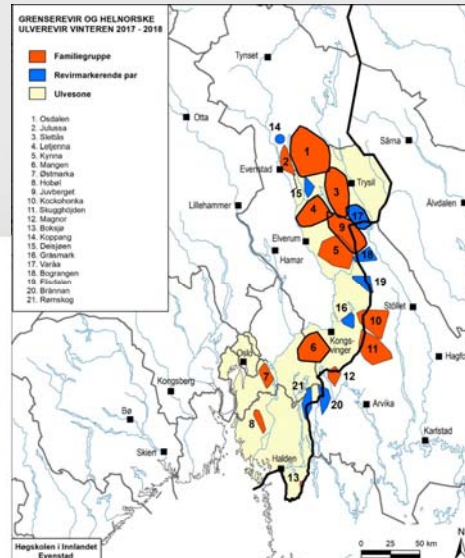 GRENSEREVIR OG HELNORSKE
ULVEREVIR VINTEREN 2017 - 2018
Familiegruppe
Revirmarkerende par
Ulvesone
1. Osdalen
2. Julussa
3. Slettås
4. Letjenna
5. Kynna
6. Mangen
7. Østmarka
8. Hobøl
9. Juvberget
10. Kockohonka
11. Skugghöjden
12. Magnor
13. Boksjø
14. Koppang
15. Deisjøen
16. Gräsmark
17. Varåa
18. Bograngen
20. Brännan
21. Rømskog
Tynset
Otta
14
1
2
Särna
Evenstad
15
3
Trysil
Älvdalen
Lillehammer
4
17
9
Elverum
5
18
Hamar
19
16
Stöllet
10
Kongsvinger
6
11
Hagfo
Oslo
7
12
Kongsberg
21
20
Arvika
Bø
8
Karlstad
Skien
Halden
13
N
Høgskolen i Innlandet
Evenstad
0 25 50 km